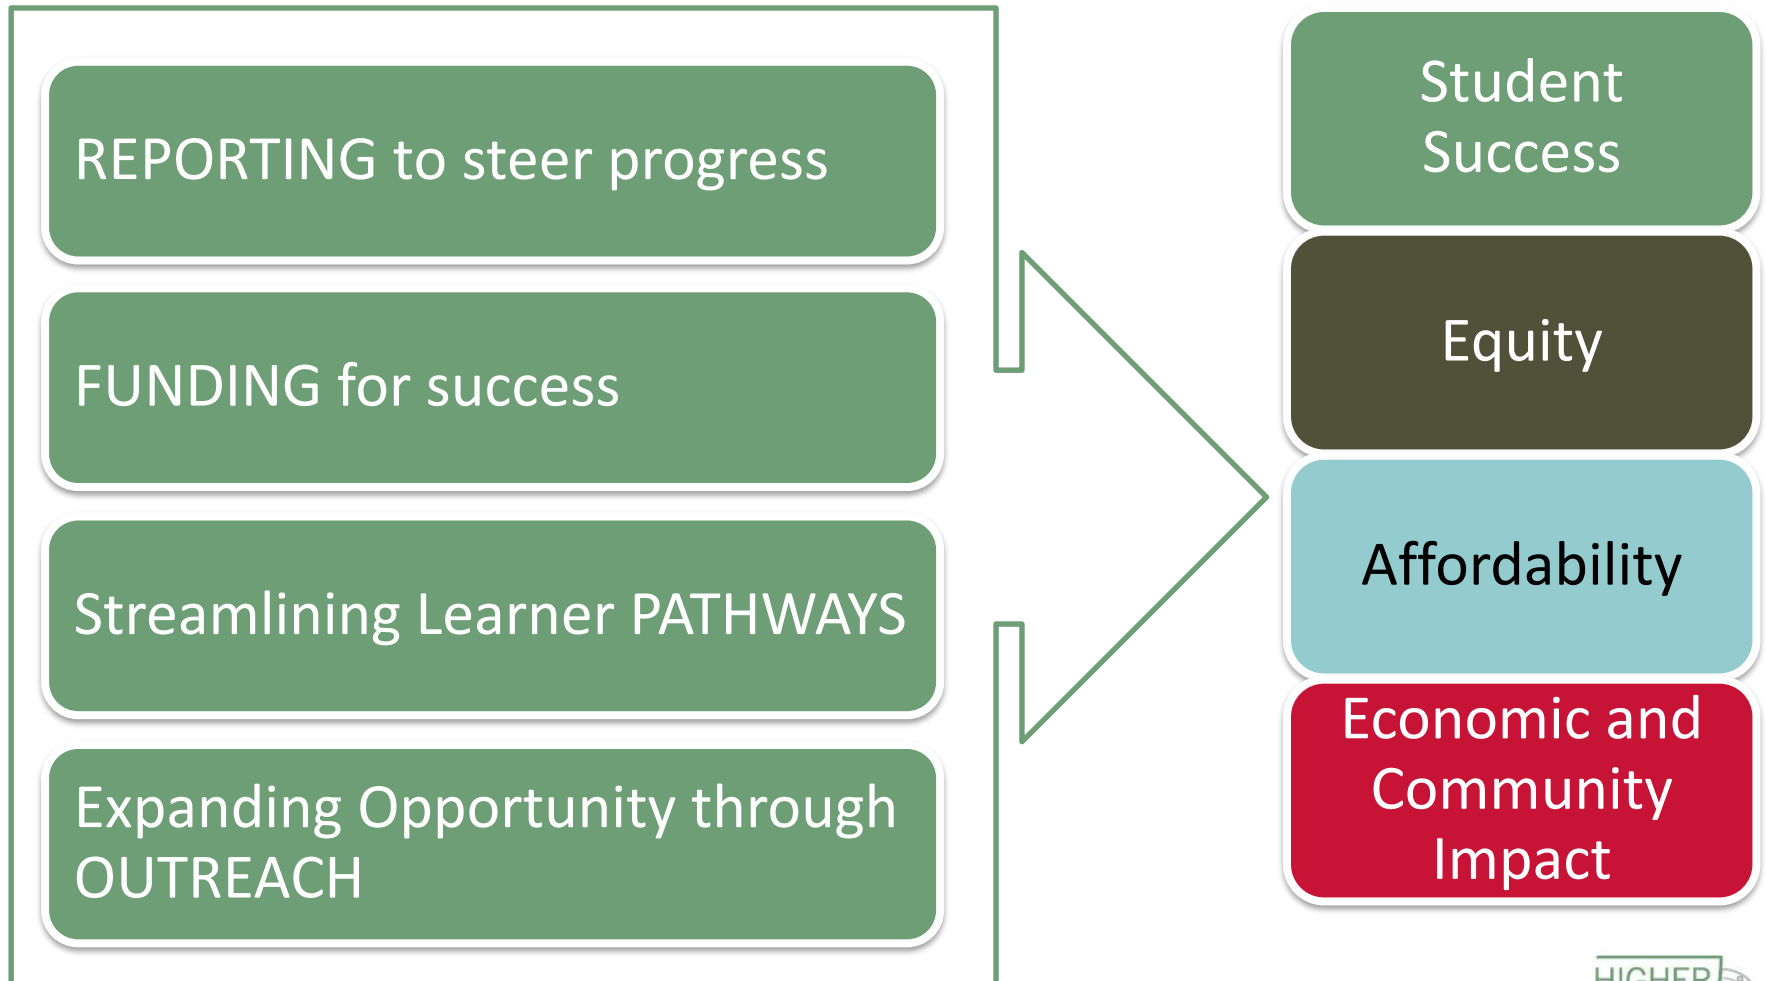 REPORTING to steer progress
FUNDING for success
Streamlining Learner PATHWAYS
Expanding Opportunity through
OUTREACH
Student
Success
Equity
Affordability
Economic and
Community
Impact
HIGHER